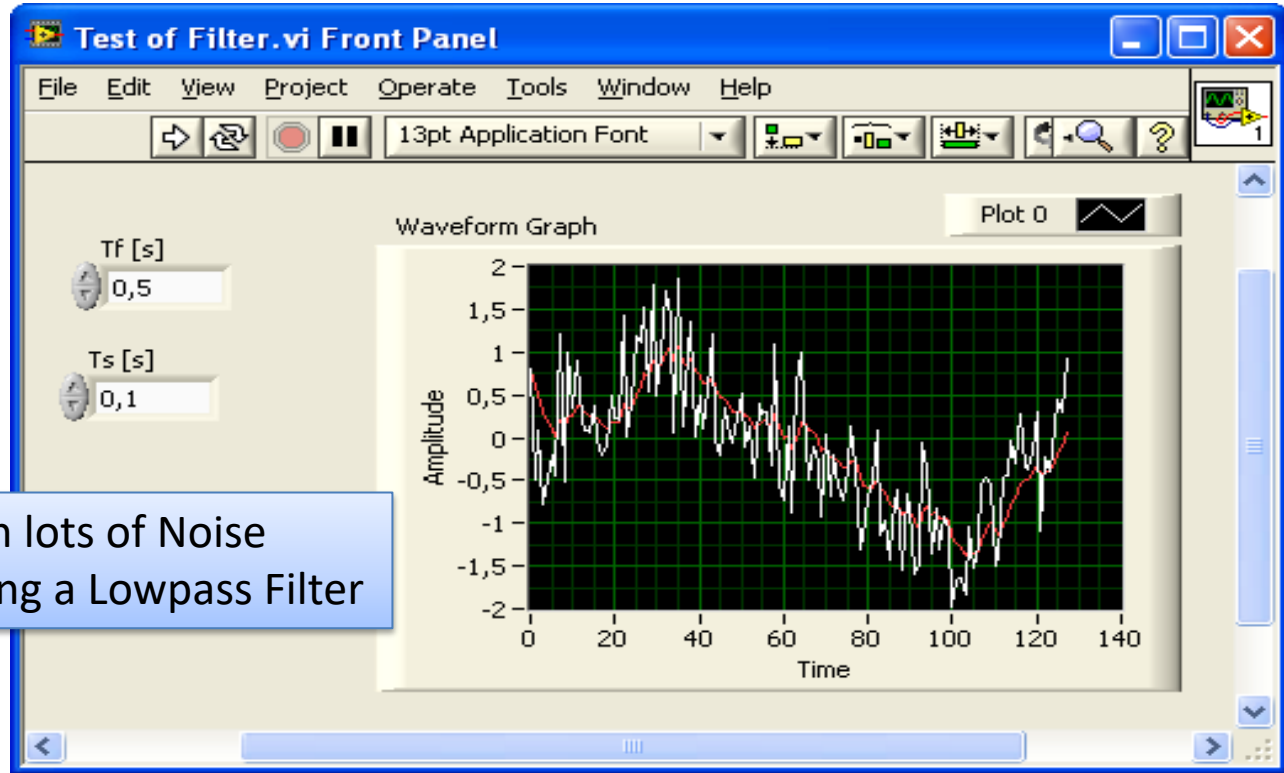 Test of Filter.vi Front Panel
File Edit View Project Operate Tools Window Help
13pt Application Font
1
Tf [s]
0,5
Ts [s]
0,1
Waveform Graph
Plot 0
Amplitude
2
1,5
1
0,5
0
-0,5
-1
-1,5
-2
0 20 40 60 80 100 120 140
Time
lots of Noise
ng a Lowpass Filter